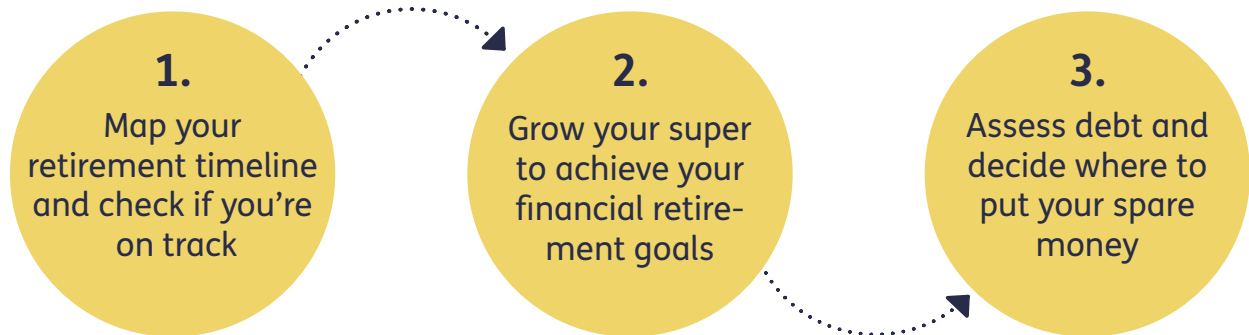 1.
Map your
retirement timeline
and check if you're
on track
2.
Grow your super
to achieve your
financial retire-
ment goals
3.
Assess debt and
decide where to
put your spare
money